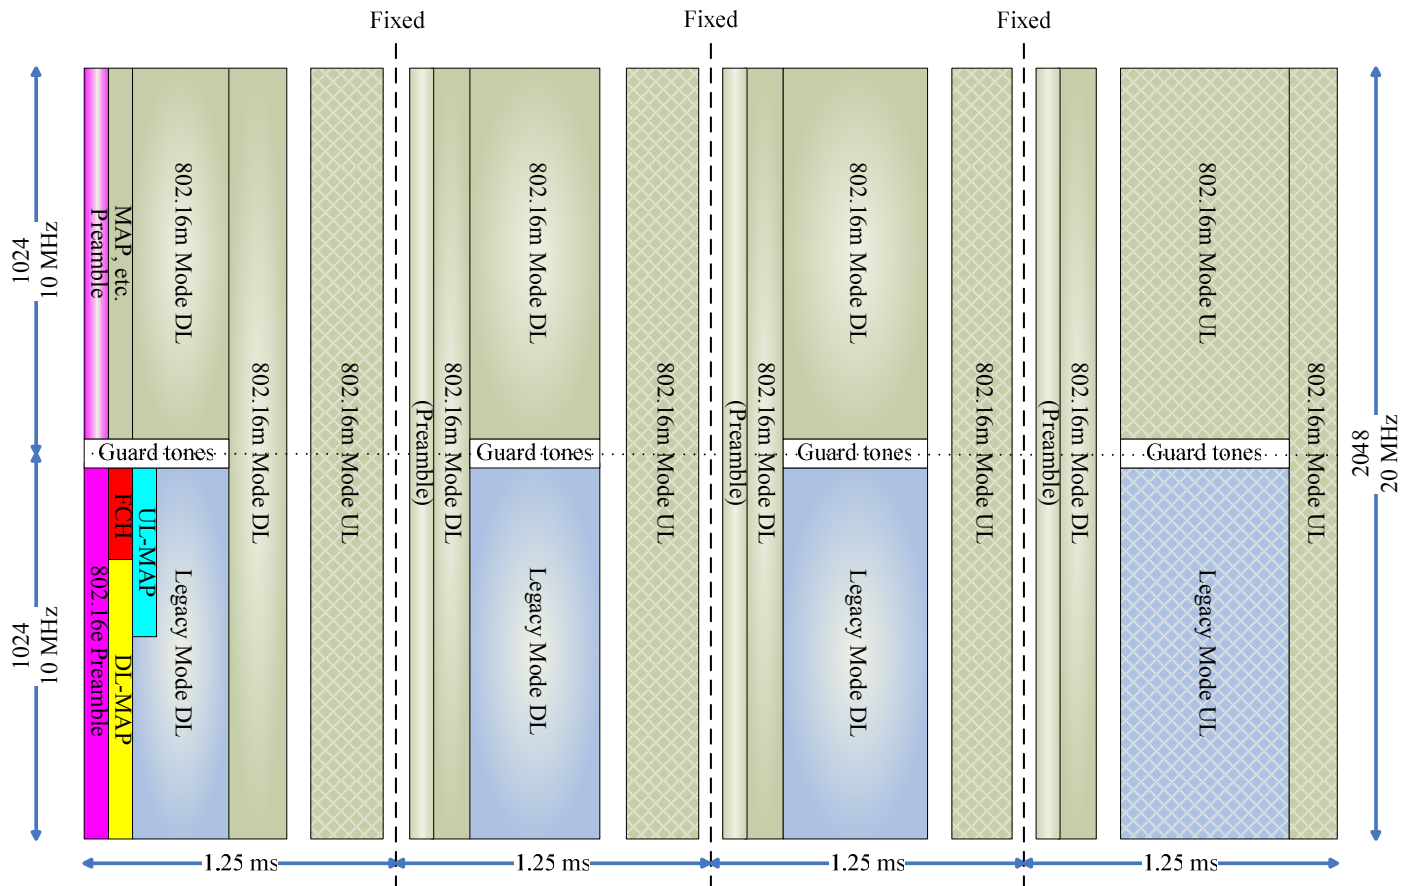 Fixed
Fixed
Fixed
1024
10 MHz
1024
10 MHz
Preamble
MAP, etc.
802.16m Mode DL
Guard tones
802.16e Preamble
FCH
DL-MAP
UL-MAP
Legacy Mode DL
802.16m Mode DL
802.16m Mode UL
(Preamble)
802.16m Mode DL
802.16m Mode DL
Guard tones
Legacy Mode DL
802.16m Mode UL
(Preamble)
802.16m Mode DL
802.16m Mode DL
Guard tones
Legacy Mode DL
802.16m Mode UL
(Preamble)
802.16m Mode DL
802.16m Mode UL
Guard tones
Legacy Mode UL
802.16m Mode UL
2048
20 MHz
1.25 ms
1.25 ms
1.25 ms
1.25 ms